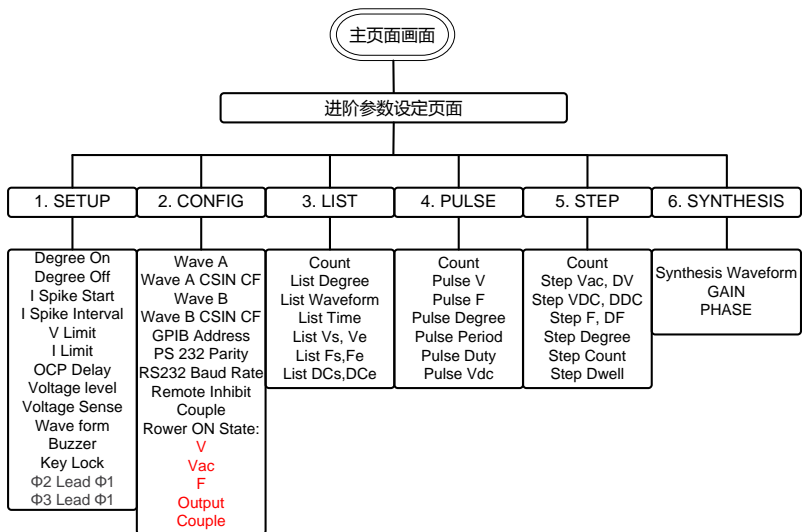 主页面画面
进阶参数设定页面
1. SETUP
2. CONFIG
3. LIST
4. PULSE
5. STEP
6. SYNTHESIS
Degree On
Degree Off
I Spike Start
I Spike Interval
V Limit
I Limit
OCP Delay
Voltage level
Voltage Sense
Wave form
Buzzer
Key Lock
Φ2 Lead Φ1
Φ3 Lead Φ1
Wave A
Wave A CSIN CF
Wave B
Wave B CSIN CF
GPIB Address
PS 232 Parity
RS232 Baud Rate
Remote Inhibit
Couple
Rower ON State:
V
Vac
F
Output
Couple
Count
List Degree
List Waveform
List Time
List Vs, Ve
List Fs,Fe
List DCs,DCe
Count
Pulse V
Pulse F
Pulse Degree
Pulse Period
Pulse Duty
Pulse Vdc
Count
Step Vac, DV
Step VDC, DDC
Step F, DF
Step Degree
Step Count
Step Dwell
Synthesis Waveform
GAIN
PHASE